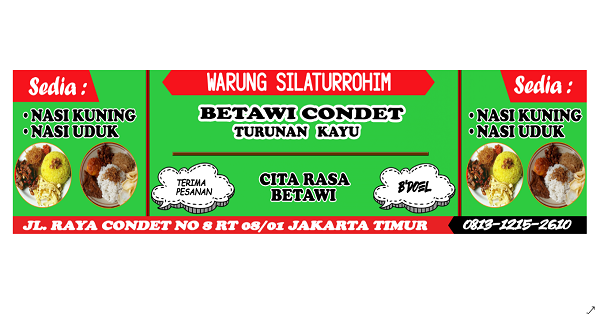 Sedia :
• NASI KUNING
• NASI UDUK
WARUNG SILATURROHIM
BETAWI CONDET
TURUNAN KAYU
TERIMA
PESANAN
CITA RASA
BETAWI
B'DOEL
Sedia :
• NASI KUNING
• NASI UDUK
JL. RAYA CONDET NO 8 RT 08/01 JAKARTA TIMUR
0813-1215-2610